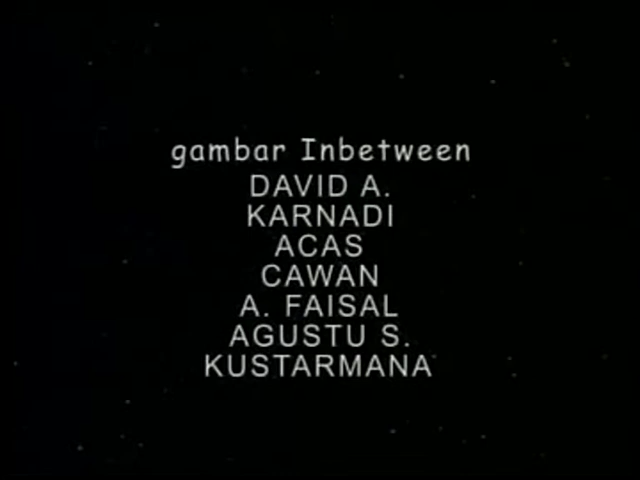 gambar Inbetween
DAVID A.
KARNADI
ACAS
CAWAN
A. FAISAL
AGUSTU S.
KUSTARMANA